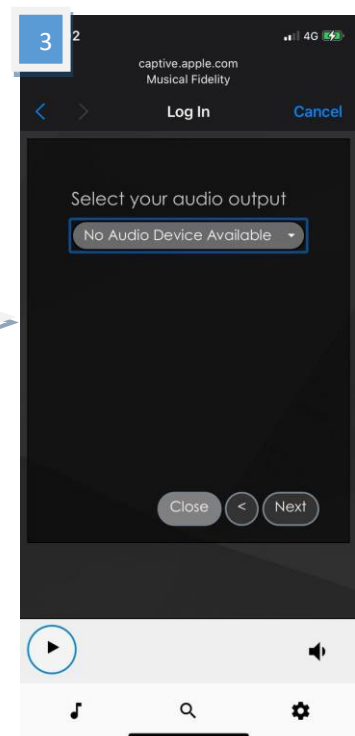 3
2
4G
captive.apple.com
Musical Fidelity
< > Log In Cancel
Select your audio output
No Audio Device Available
Close < Next